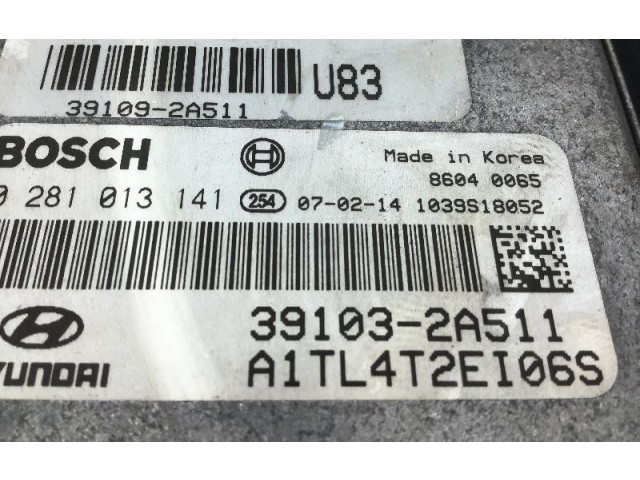 U83
39109-2A511
BOSCH
0 281 013 141 254 07-02-14 1039S18052
Made in Korea
86040 0065
39103-2A511
HYUNDAI
A1TL4T2EI06S